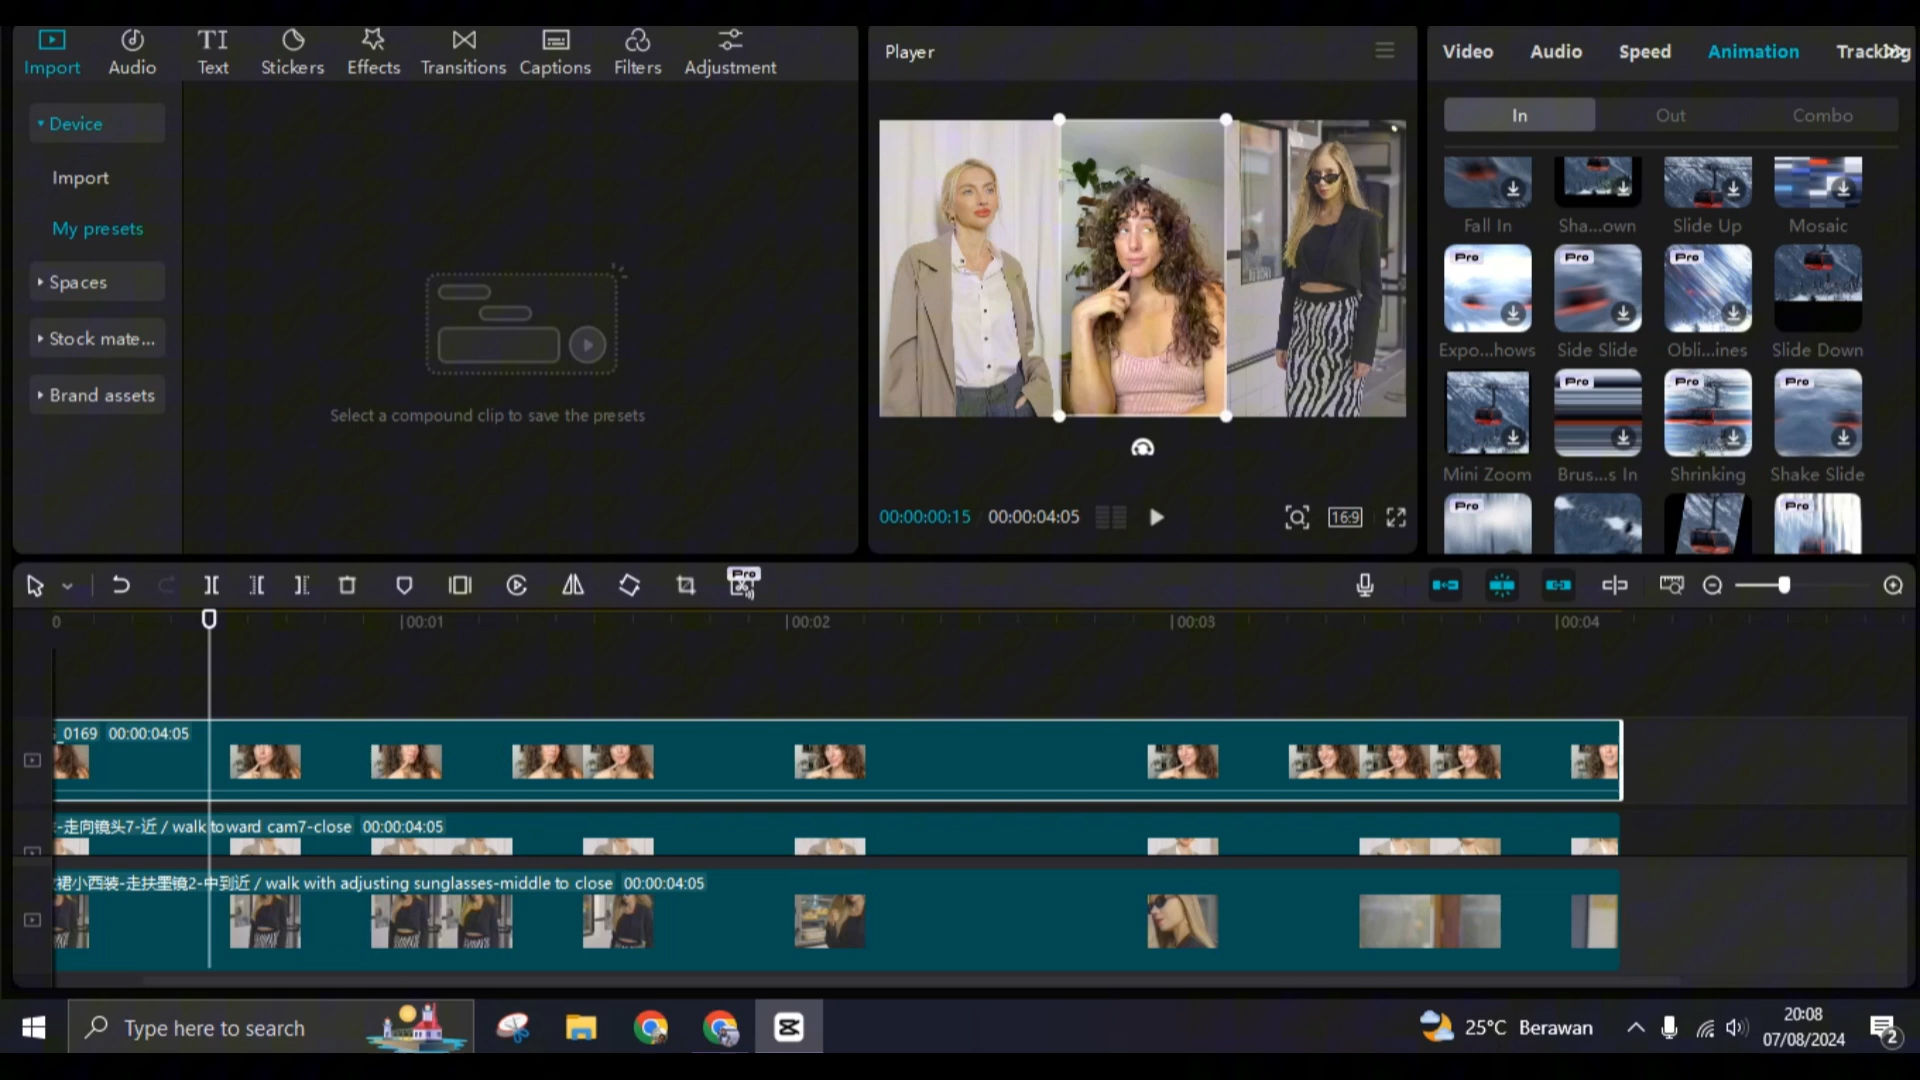 Import
Audio
Text
Stickers
Effects
Transitions
Captions
Filters
Adjustment
Device
Import
My presets
Spaces
Stock mate...
Brand assets
Select a compound clip to save the presets
Player
00:00:00:15 00:00:04:05
16:9
Video Audio Speed Animation Tracking
In Out Combo
Fall In Sha...own Slide Up Mosaic
Pro Pro Pro
Expo...hows Side Slide Obli...ines Slide Down
Pro Pro Pro
Mini Zoom Brus...s In Shrinking Shake Slide
Pro Pro
Pro
0 00:01 00:02 00:03 00:04
_0169 00:00:04:05
-走向镜头7-近 / walk toward cam7-close 00:00:04:05
裙小西装-走扶墨镜2-中到近 / walk with adjusting sunglasses-middle to close 00:00:04:05
Type here to search
25°C Berawan
20:08
07/08/2024
2